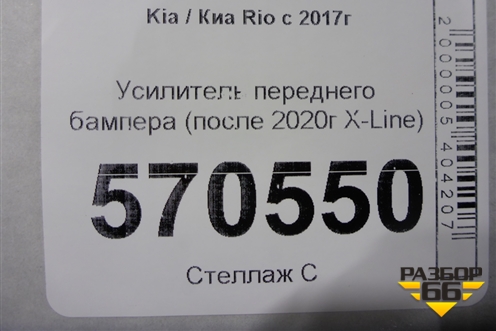 Kia / Киа Rio с 2017г
Усилитель переднего
бампера (после 2020г X-Line)
570550
Стеллаж С
2000005404207
РАЗБОР
66